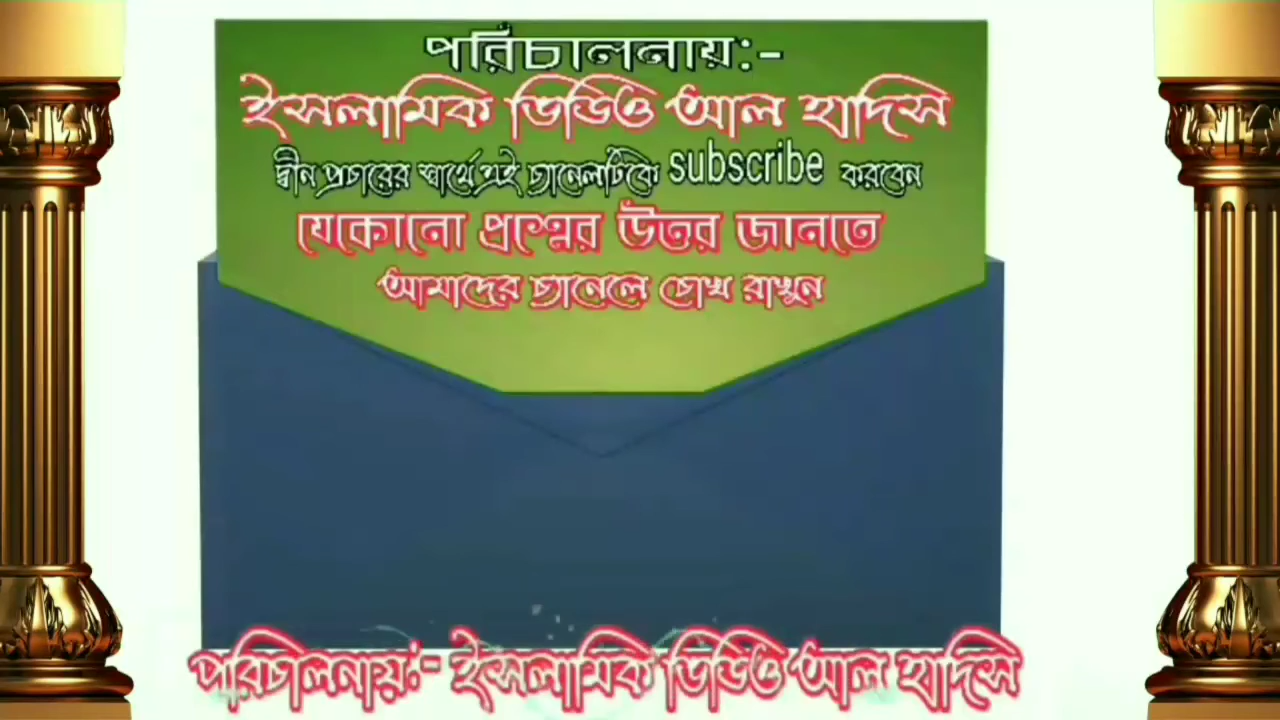 পরিচালনায়:-
ইসলামিক ভিডিও আল হাদিস
দ্বীন প্রচারের স্বার্থে এই চ্যানেলটিকে subscribe করবেন
যেকোনো প্রশ্নের উত্তর জানতে
আমাদের চ্যানেলে চোখ রাখুন
পরিচালনায়:- ইসলামিক ভিডিও আল হাদিস